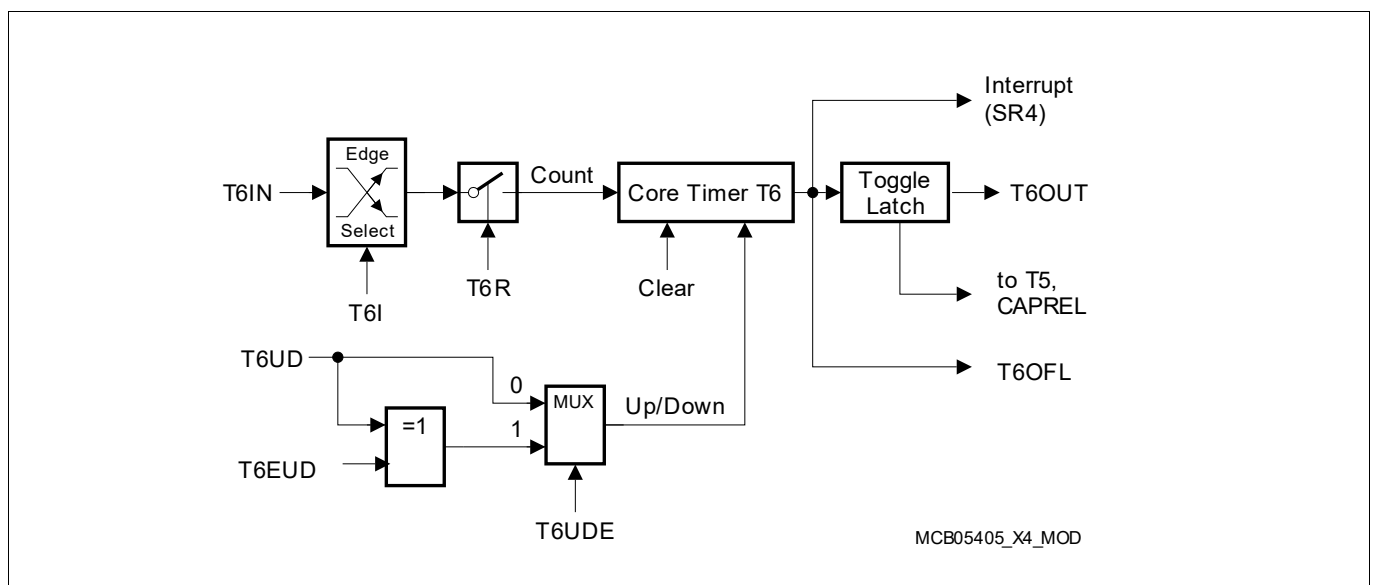 Interrupt
(SR4)
Edge
Select
T6IN
Count
Core Timer T6
Toggle
Latch
T6OUT
T6I
T6R
Clear
to T5,
CAPREL
T6UD
0
MUX
Up/Down
T6OFL
=1
1
T6EUD
T6UDE
MCB05405_X4_MOD